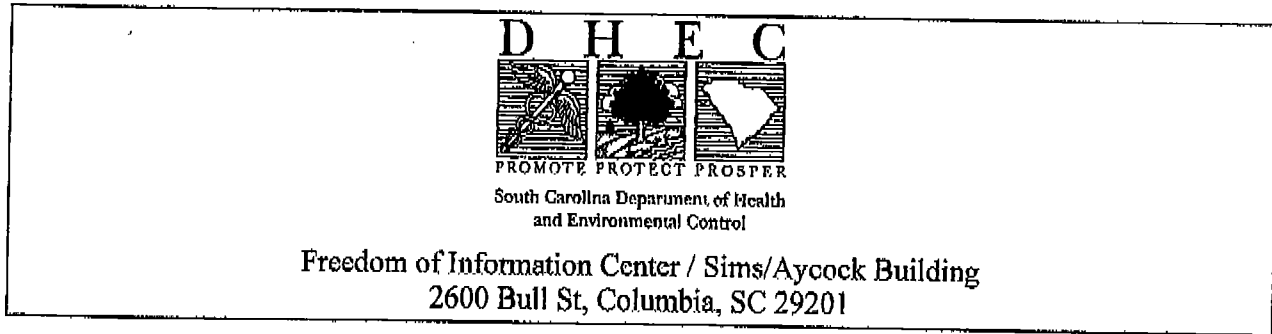 D H E C
PROMOTE PROTECT PROSPER
South Carolina Department of Health
and Environmental Control
Freedom of Information Center / Sims/Aycock Building
2600 Bull St, Columbia, SC 29201